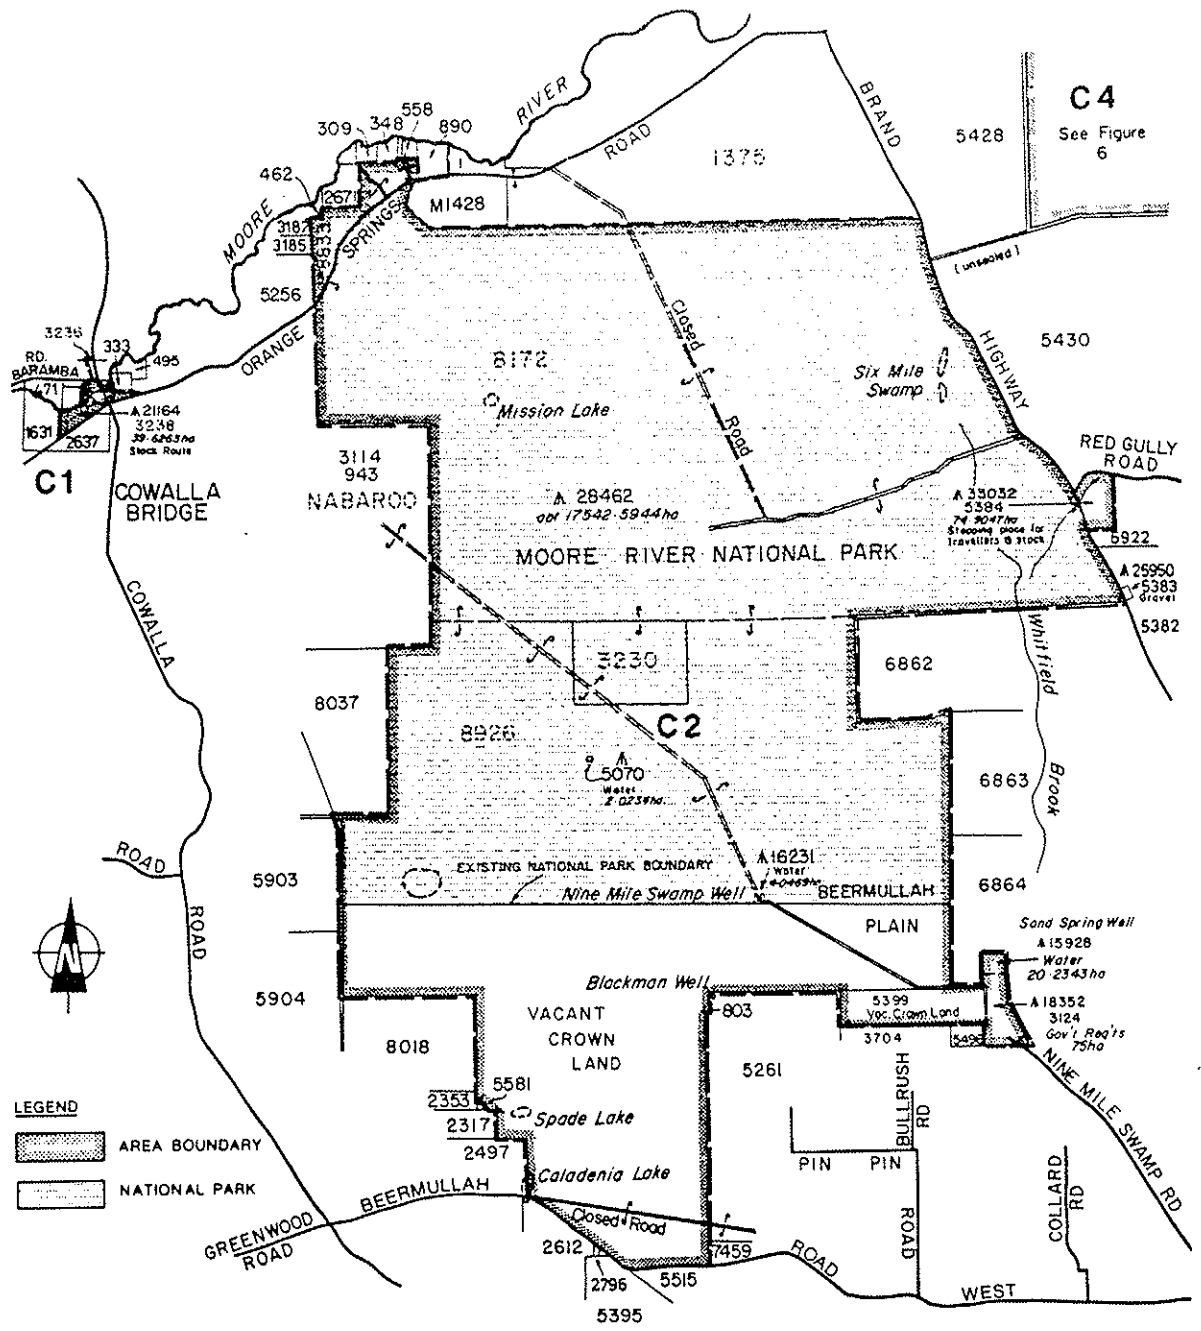 C4
See Figure
6
5428
BRAND
RIVER
ROAD
1376
309
348
558
890
462
2671
M1428
3187
3185
8833
SPRINGS
MOORE
5256
ORANGE
( unsealed )
Closed
Road
8172
Mission Lake
Six Mile
Swamp
HIGHWAY
5430
3236
333
495
RD.
BARAMBA
471
A 21164
3238
39·6263ha
Stock Route
1631
2637
C1
COWALLA
BRIDGE
3114
943
NABAROO
A 28462
abt 17542·5944ha
RED GULLY
ROAD
A 33032
5384
74·9047ha
Stopping place for
travellers & stock
MOORE RIVER NATIONAL PARK
5922
A 25950
5383
Gravel
5382
COWALLA
ROAD
Whitfield
Brook
3230
6862
8037
C2
8926
A
5070
Water
2·0234ha.
6863
ROAD
5903
EXISTING NATIONAL PARK BOUNDARY
Nine Mile Swamp Well
A 16231
Water
4·0469ha
BEERMULLAH
PLAIN
6864
N
Sand Spring Well
A 15928
Water
20·2343ha
5904
Blackman Well
VACANT
CROWN
LAND
803
5399
Vac. Crown Land
3704
A 18352
3124
Gov't Req'ts
75ha
8018
5261
NINE MILE SWAMP RD
BULLRUSH
RD
2353
5581
Spade Lake
2317
2497
PIN PIN
ROAD
COLLARD
RD
LEGEND
AREA BOUNDARY
NATIONAL PARK
Caladenia Lake
BEERMULLAH
Closed Road
GREENWOOD
ROAD
2612
2796
5395
5515
7459
ROAD
WEST